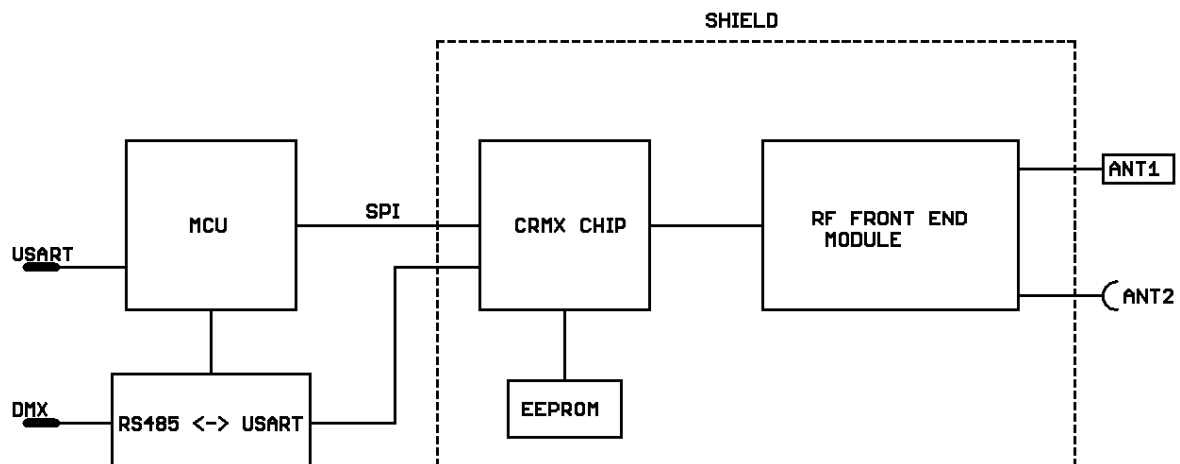 SHIELD
ANT1
MCU
SPI
CRMX CHIP
RF FRONT END
MODULE
USART
ANT2
DMX
RS485 <-> USART
EEPROM